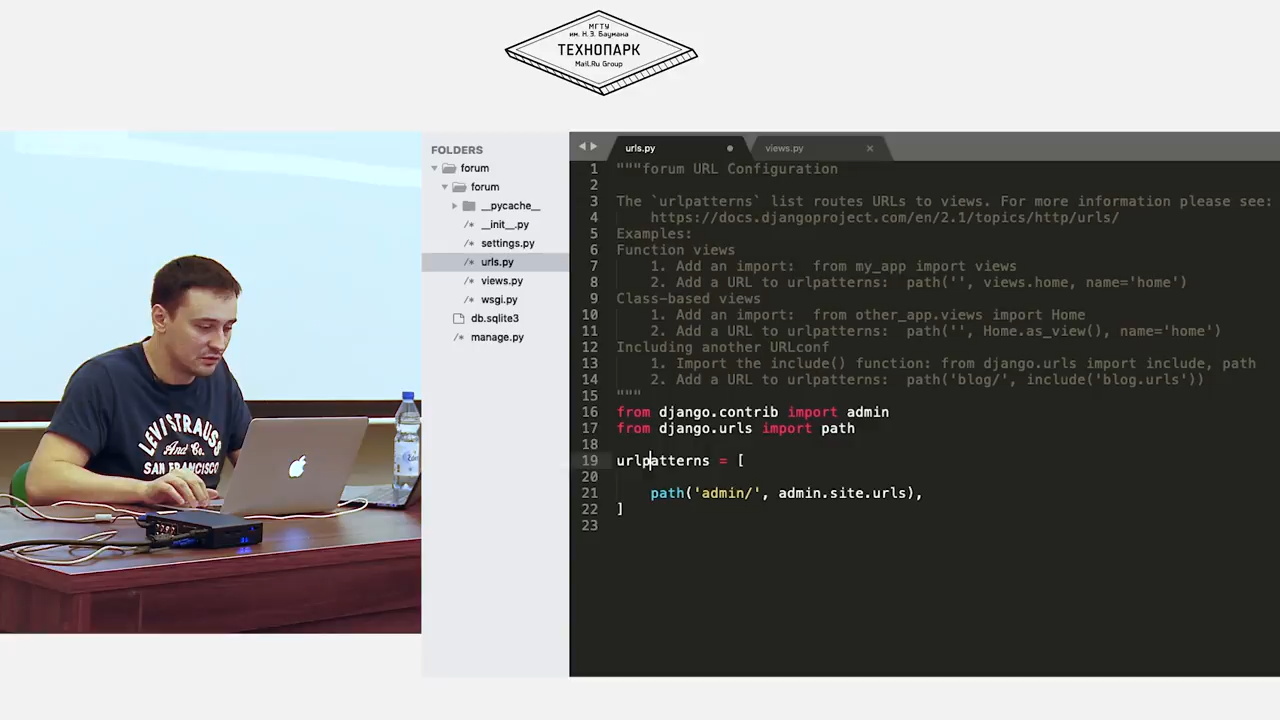 МГТУ
им. Н.Э. Баумана
ТЕХНОПАРК
Mail.Ru Group
LEVI STRAUSS
And Co.
SAN FRANCISCO
FOLDERS
forum
forum
__pycache__
/* __init__.py
/* settings.py
/* urls.py
/* views.py
/* wsgi.py
db.sqlite3
/* manage.py
urls.py
views.py
1 """forum URL Configuration
2
3 The `urlpatterns` list routes URLs to views. For more information please see:
4     https://docs.djangoproject.com/en/2.1/topics/http/urls/
5 Examples:
6 Function views
7     1. Add an import:  from my_app import views
8     2. Add a URL to urlpatterns:  path('', views.home, name='home')
9 Class-based views
10     1. Add an import:  from other_app.views import Home
11     2. Add a URL to urlpatterns:  path('', Home.as_view(), name='home')
12 Including another URLconf
13     1. Import the include() function: from django.urls import include, path
14     2. Add a URL to urlpatterns:  path('blog/', include('blog.urls'))
15 """
16 from django.contrib import admin
17 from django.urls import path
18
19 urlpatterns = [
20
21     path('admin/', admin.site.urls),
22 ]
23